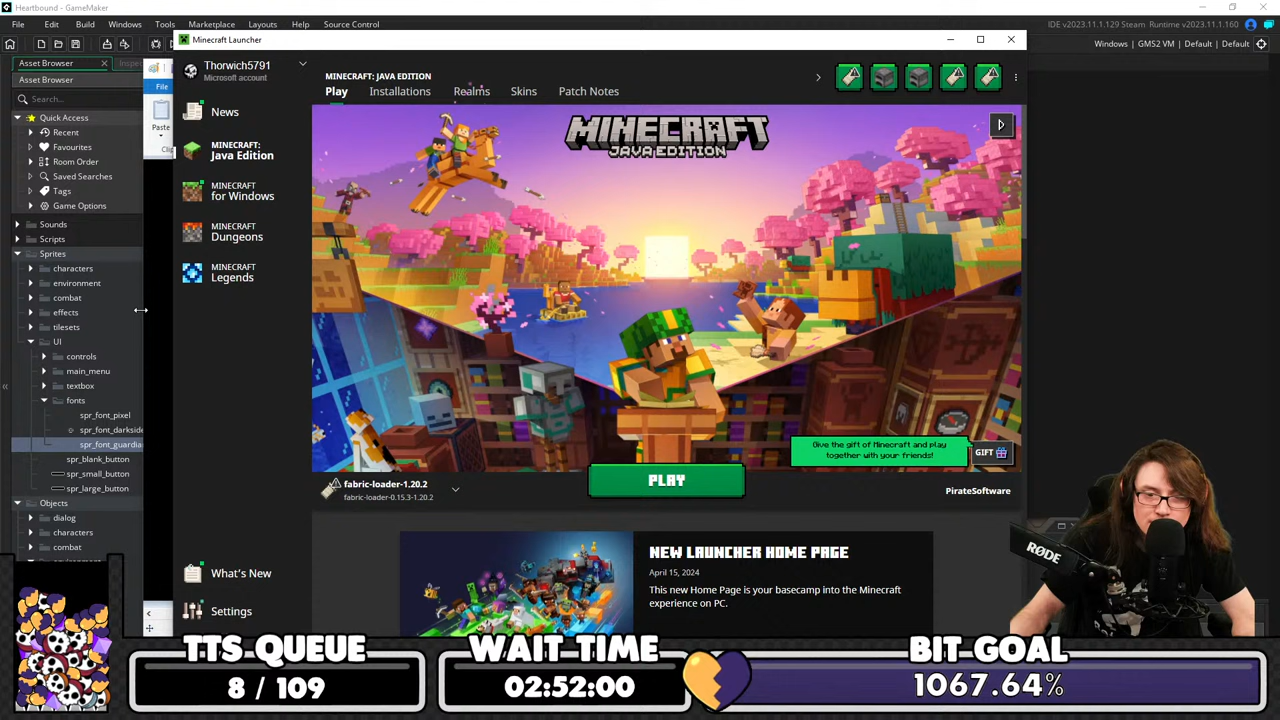 Heartbound - GameMaker
File Edit Build Windows Tools Marketplace Layouts Help Source Control
IDE v2023.11.1.129 Steam Runtime v2023.11.1.160
Windows | GMS2 VM | Default | Default
Asset Browser
Asset Browser
Search...
Quick Access
Recent
Favourites
Room Order
Saved Searches
Tags
Game Options
Sounds
Scripts
Sprites
characters
environment
combat
effects
tilesets
UI
controls
main_menu
textbox
fonts
spr_font_pixel
spr_font_darkside
spr_font_guardia
spr_blank_button
spr_small_button
spr_large_button
Objects
dialog
characters
combat
File
Paste
Minecraft Launcher
Thorwich5791
Microsoft account
News
MINECRAFT:
Java Edition
MINECRAFT
for Windows
MINECRAFT
Dungeons
MINECRAFT
Legends
What's New
Settings
MINECRAFT: JAVA EDITION
Play Installations Realms Skins Patch Notes
MINECRAFT
JAVA EDITION
Give the gift of Minecraft and play
together with your friends!
GIFT
fabric-loader-1.20.2
fabric-loader-0.15.3-1.20.2
PLAY
PirateSoftware
NEW LAUNCHER HOME PAGE
April 15, 2024
This new Home Page is your basecamp into the Minecraft
experience on PC.
RØDE
TTS QUEUE
8 / 109
WAIT TIME
02:52:00
BIT GOAL
1067.64%